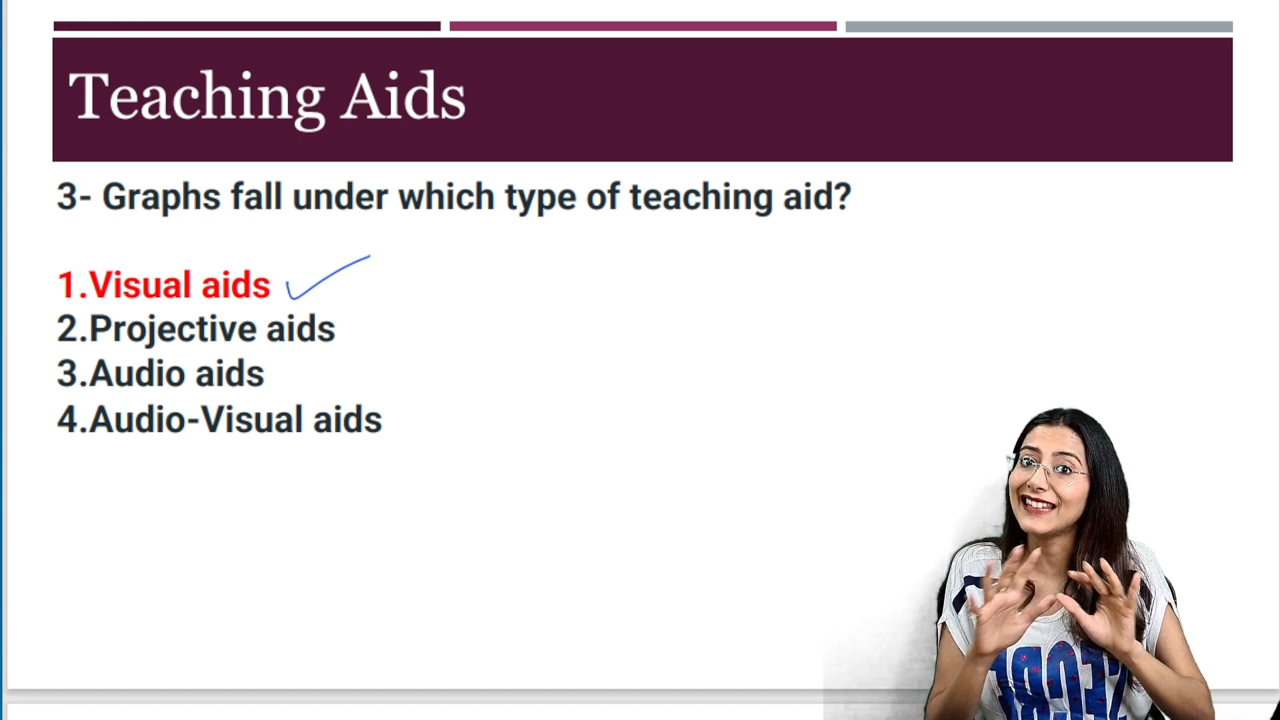 Teaching Aids
3- Graphs fall under which type of teaching aid?
1.Visual aids
2.Projective aids
3.Audio aids
4.Audio-Visual aids